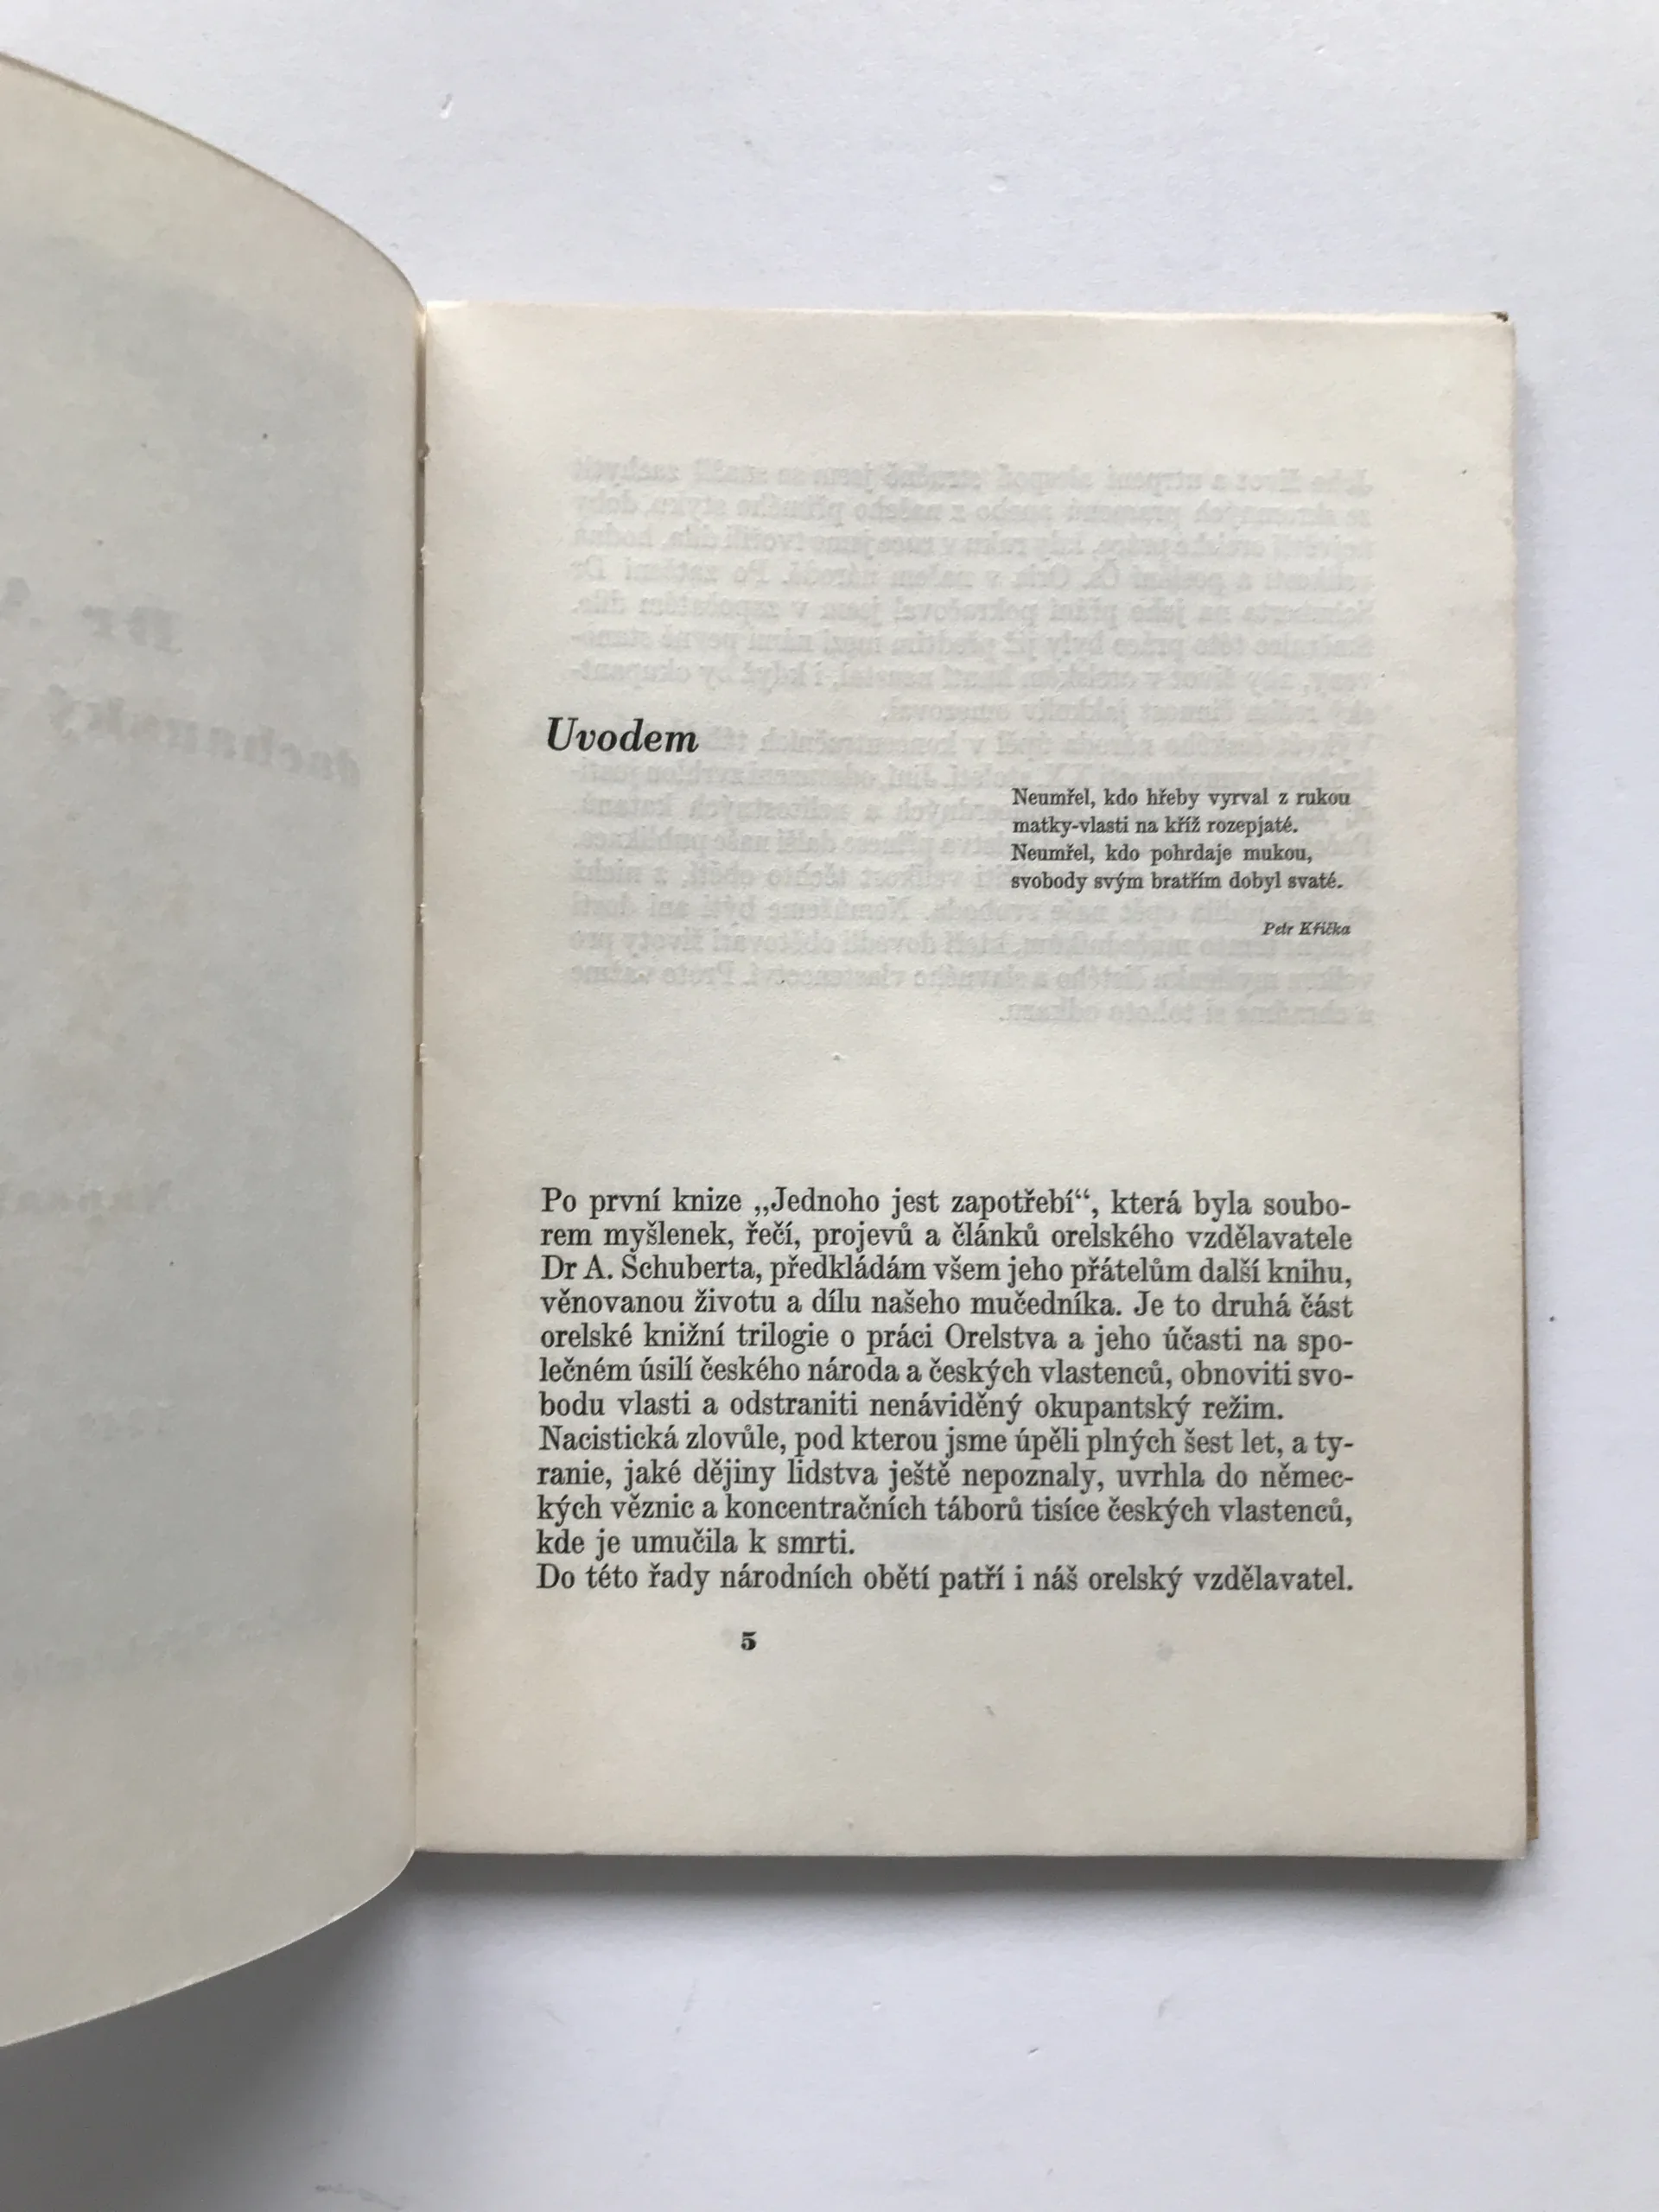 Uvodem
Neumřel, kdo hřeby vyrval z rukou
matky-vlasti na kříž rozepjaté.
Neumřel, kdo pohrdaje mukou,
svobody svým bratřím dobyl svaté.
Petr Křička
Po první knize „Jednoho jest zapotřebí“, která byla soubo-
rem myšlenek, řečí, projevů a článků orelského vzdělavatele
Dr A. Schuberta, předkládám všem jeho přátelům další knihu,
věnovanou životu a dílu našeho mučedníka. Je to druhá část
orelské knižní trilogie o práci Orelstva a jeho účasti na spo-
lečném úsilí českého národa a českých vlastenců, obnoviti svo-
bodu vlasti a odstraniti nenáviděný okupantský režim.
Nacistická zlovůle, pod kterou jsme úpěli plných šest let, a ty-
ranie, jaké dějiny lidstva ještě nepoznaly, uvrhla do němec-
kých věznic a koncentračních táborů tisíce českých vlastenců,
kde je umučila k smrti.
Do této řady národních obětí patří i náš orelský vzdělavatel.
5